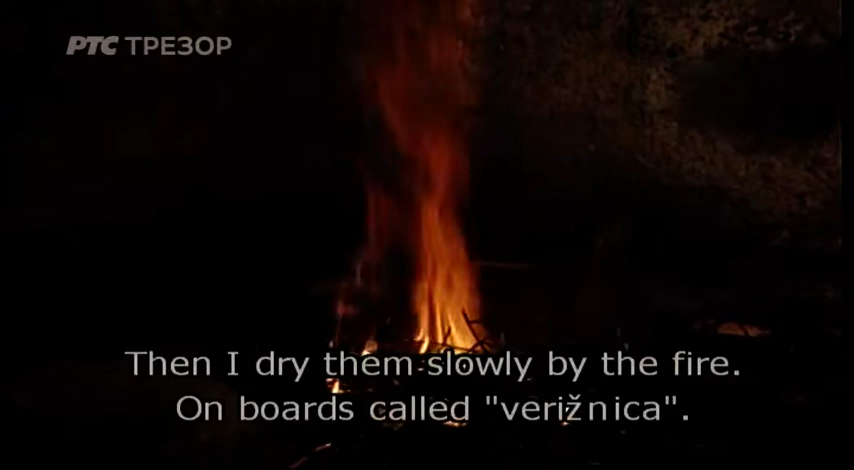 РТС ТРЕЗОР
Then I dry them slowly by the fire.
On boards called "verižnica".